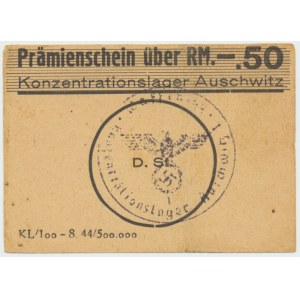 Prämienschein über RM.—.50
Konzentrationslager Auschwitz
D. St.
KL/100 - 8. 44/500.000